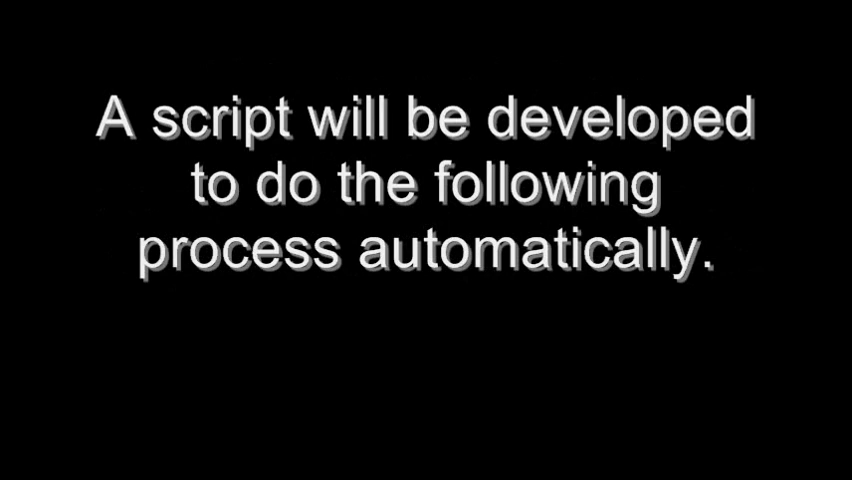 A script will be developed
to do the following
process automatically.